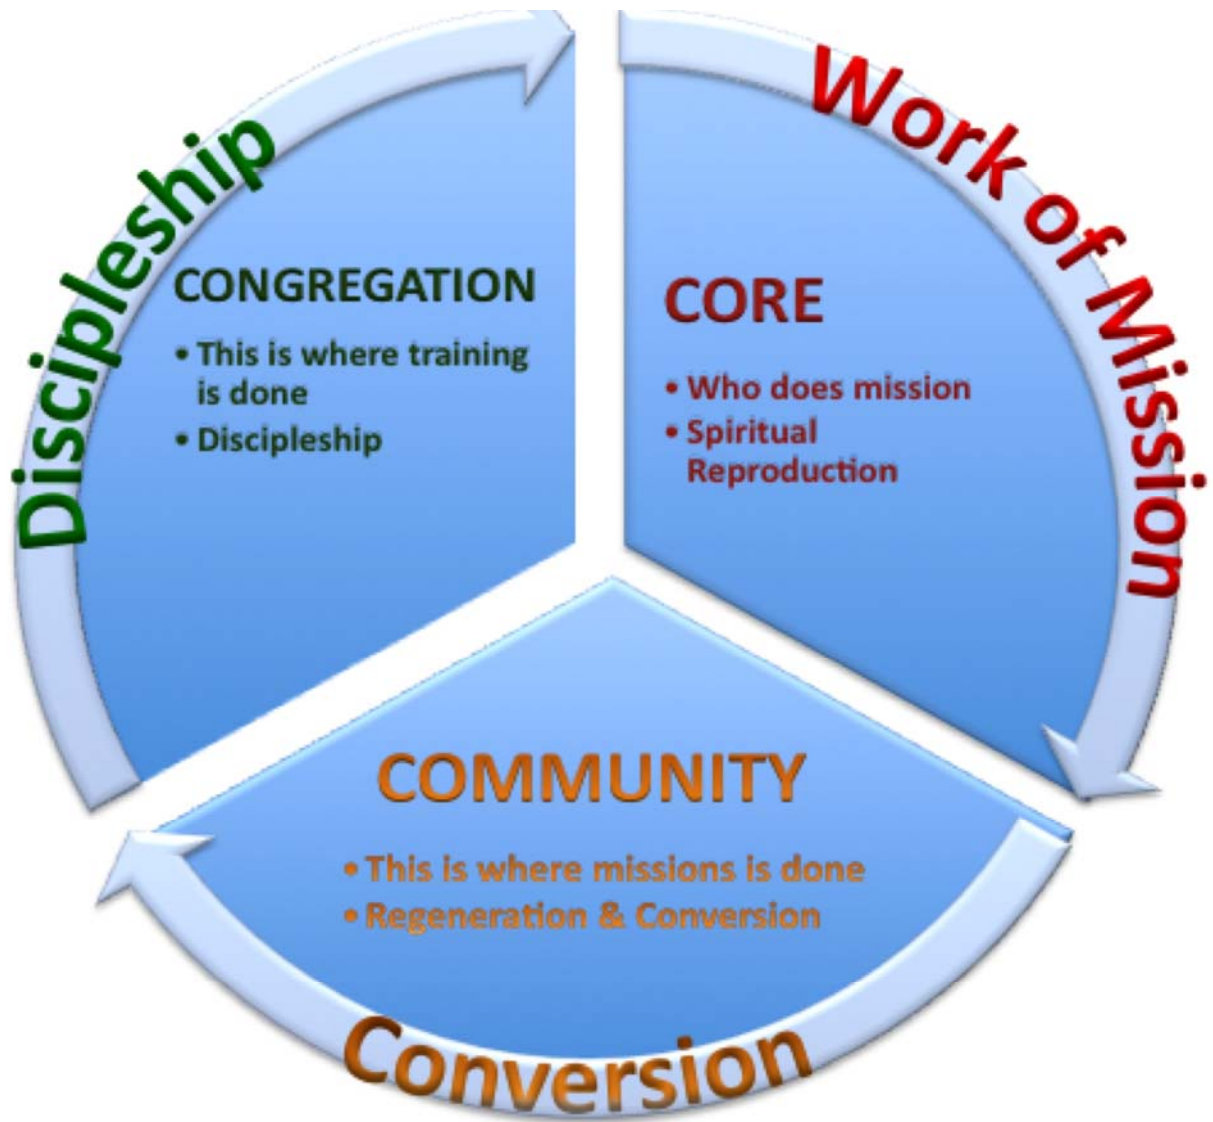 Discipleship
CONGREGATION
• This is where training
is done
• Discipleship
Work of Mission
CORE
• Who does mission
• Spiritual
Reproduction
COMMUNITY
• This is where missions is done
• Regeneration & Conversion
Conversion